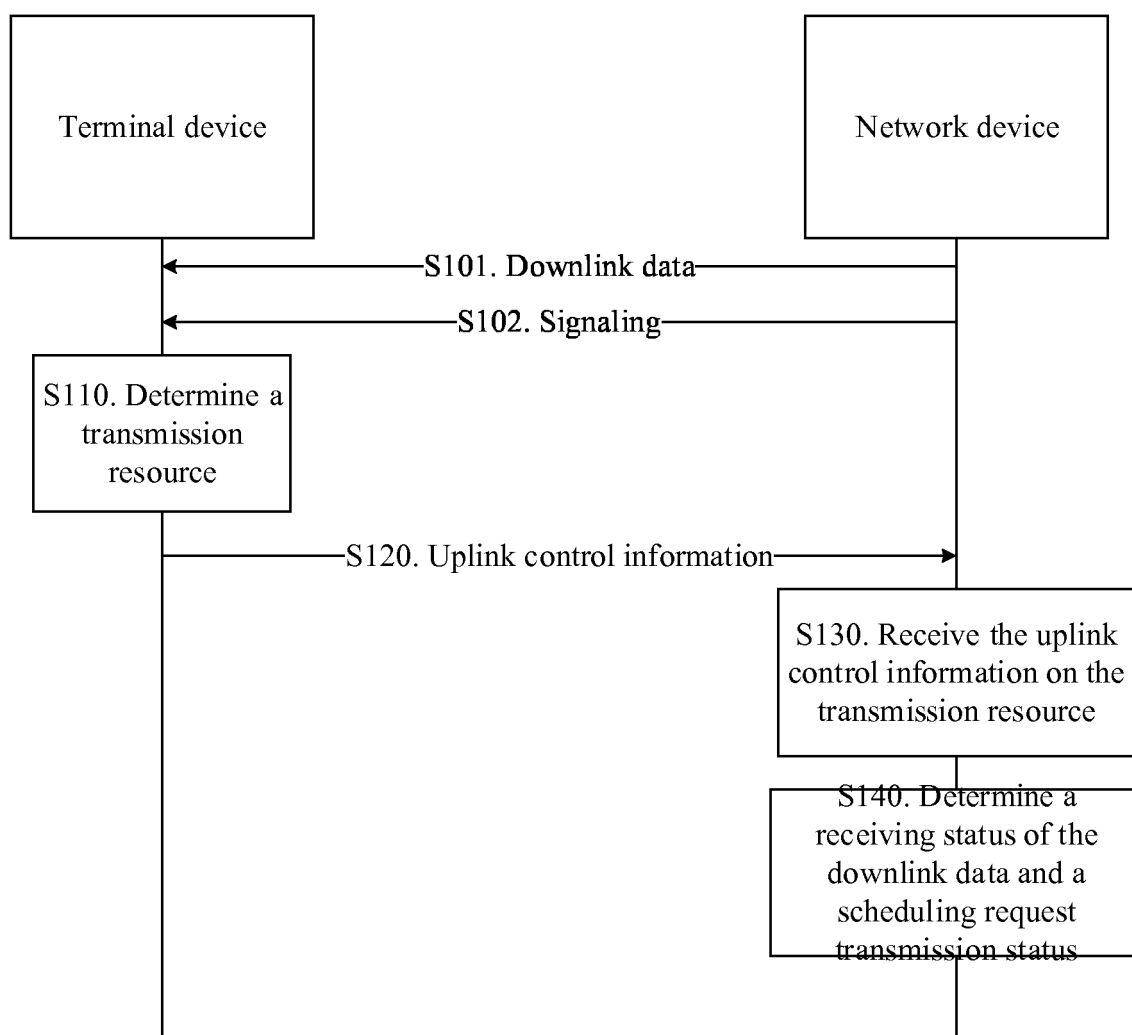 Terminal device
Network device
S101. Downlink data
S102. Signaling
S110. Determine a
transmission
resource
S120. Uplink control information
S130. Receive the uplink
control information on the
transmission resource
S140. Determine a
receiving status of the
downlink data and a
scheduling request
transmission status